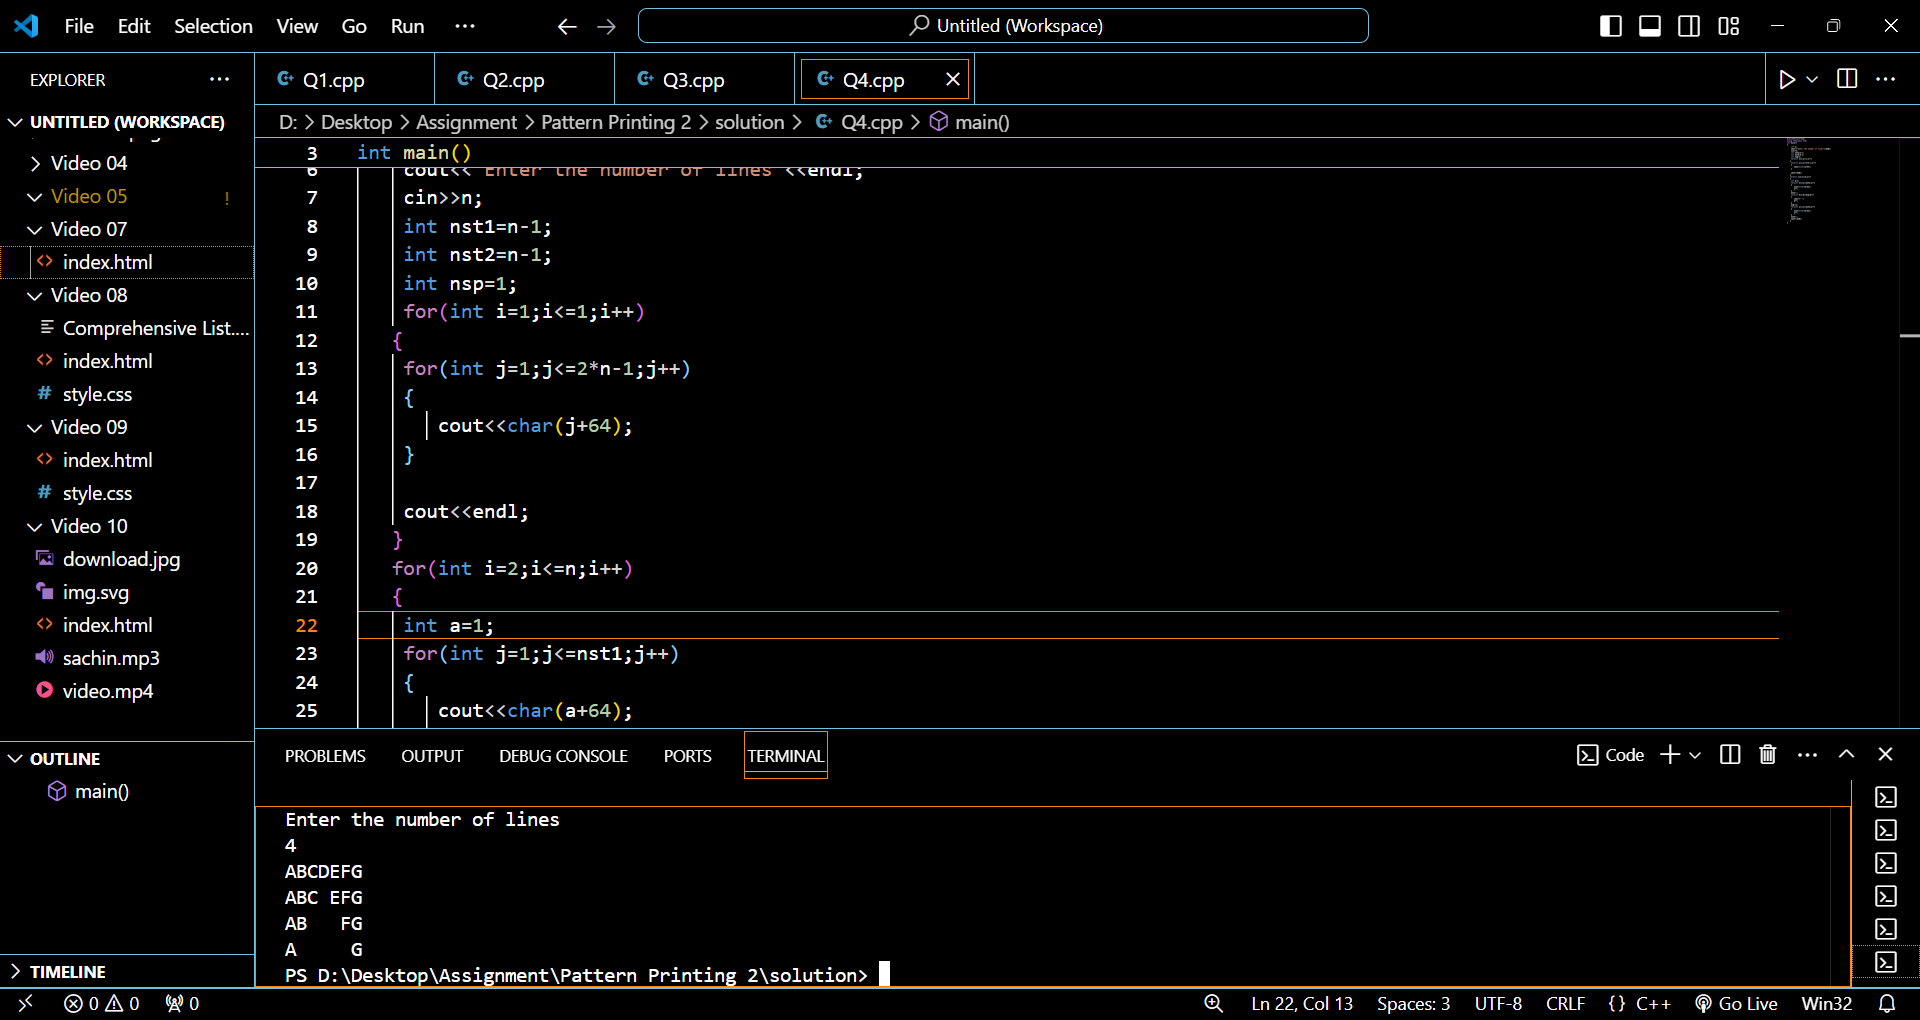 File Edit Selection View Go Run ···
Untitled (Workspace)
EXPLORER ···
Q1.cpp Q2.cpp Q3.cpp Q4.cpp
UNTITLED (WORKSPACE)
D: > Desktop > Assignment > Pattern Printing 2 > solution > Q4.cpp > main()
Video 04
Video 05 !
Video 07
index.html
Video 08
Comprehensive List....
index.html
# style.css
Video 09
index.html
# style.css
Video 10
download.jpg
img.svg
index.html
sachin.mp3
video.mp4
OUTLINE
main()
TIMELINE
3 int main()
6 cout<<"Enter the number of lines"<<endl;
7 cin>>n;
8 int nst1=n-1;
9 int nst2=n-1;
10 int nsp=1;
11 for(int i=1;i<=1;i++)
12 {
13 for(int j=1;j<=2*n-1;j++)
14 {
15 cout<<char(j+64);
16 }
17
18 cout<<endl;
19 }
20 for(int i=2;i<=n;i++)
21 {
22 int a=1;
23 for(int j=1;j<=nst1;j++)
24 {
25 cout<<char(a+64);
PROBLEMS OUTPUT DEBUG CONSOLE PORTS TERMINAL
Code
Enter the number of lines
4
ABCDEFG
ABC EFG
AB   FG
A     G
PS D:\Desktop\Assignment\Pattern Printing 2\solution>
0 0 0
Ln 22, Col 13 Spaces: 3 UTF-8 CRLF {} C++ Go Live Win32